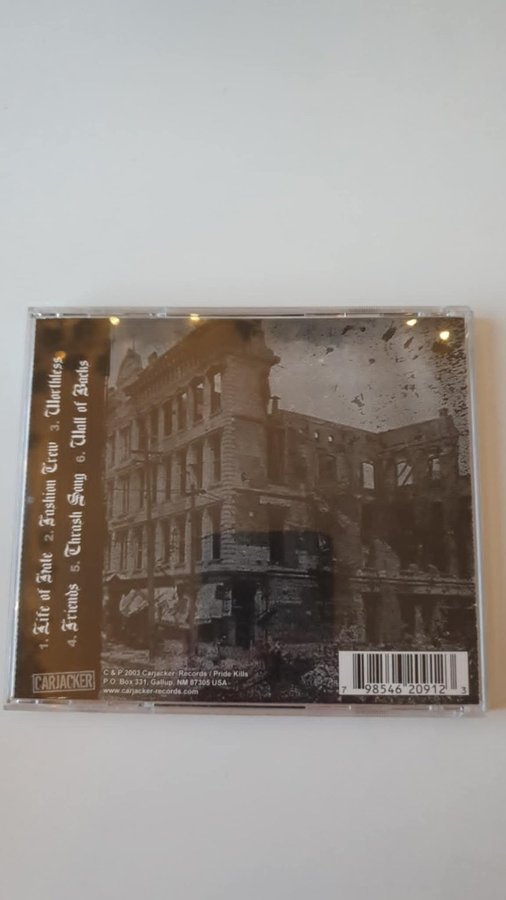 1. Life of Hate 2. Fashion Crew 3. Worthless
4. Friends 5. Thrash Song 6. Wall of Backs
CARJACKER
C & P 2003 Carjacker Records / Pride Kills
P.O. Box 331, Gallup, NM 87305 USA
www.carjacker-records.com
7 98546 20912 3